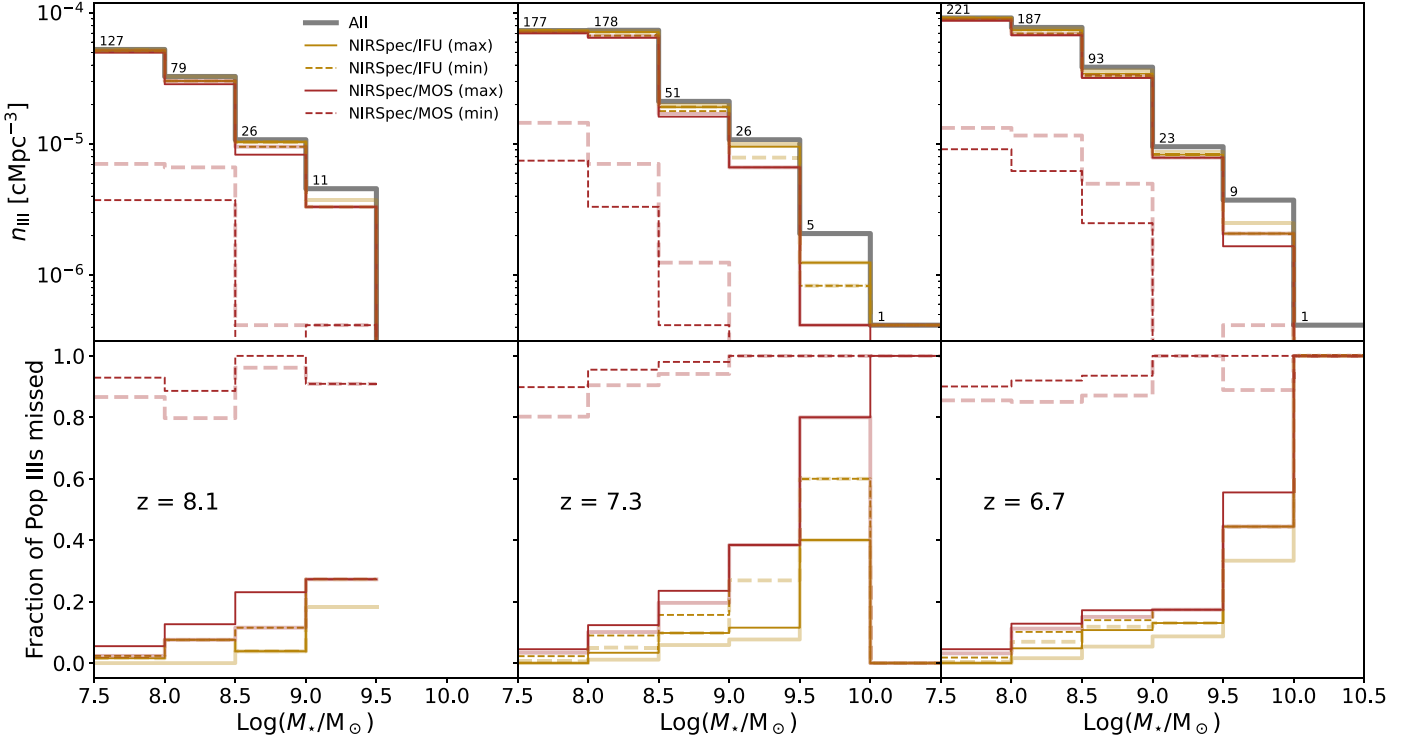 10⁻⁴
10⁻⁵
10⁻⁶
n_III [cMpc⁻³]
127
79
26
11
All
NIRSpec/IFU (max)
NIRSpec/IFU (min)
NIRSpec/MOS (max)
NIRSpec/MOS (min)
177
178
51
26
5
1
221
187
93
23
9
1
Fraction of Pop IIIs missed
1.0
0.8
0.6
0.4
0.2
0.0
z = 8.1
z = 7.3
z = 6.7
7.5 8.0 8.5 9.0 9.5 10.0
7.5 8.0 8.5 9.0 9.5 10.0
7.5 8.0 8.5 9.0 9.5 10.0 10.5
Log(M⋆/M⊙)
Log(M⋆/M⊙)
Log(M⋆/M⊙)